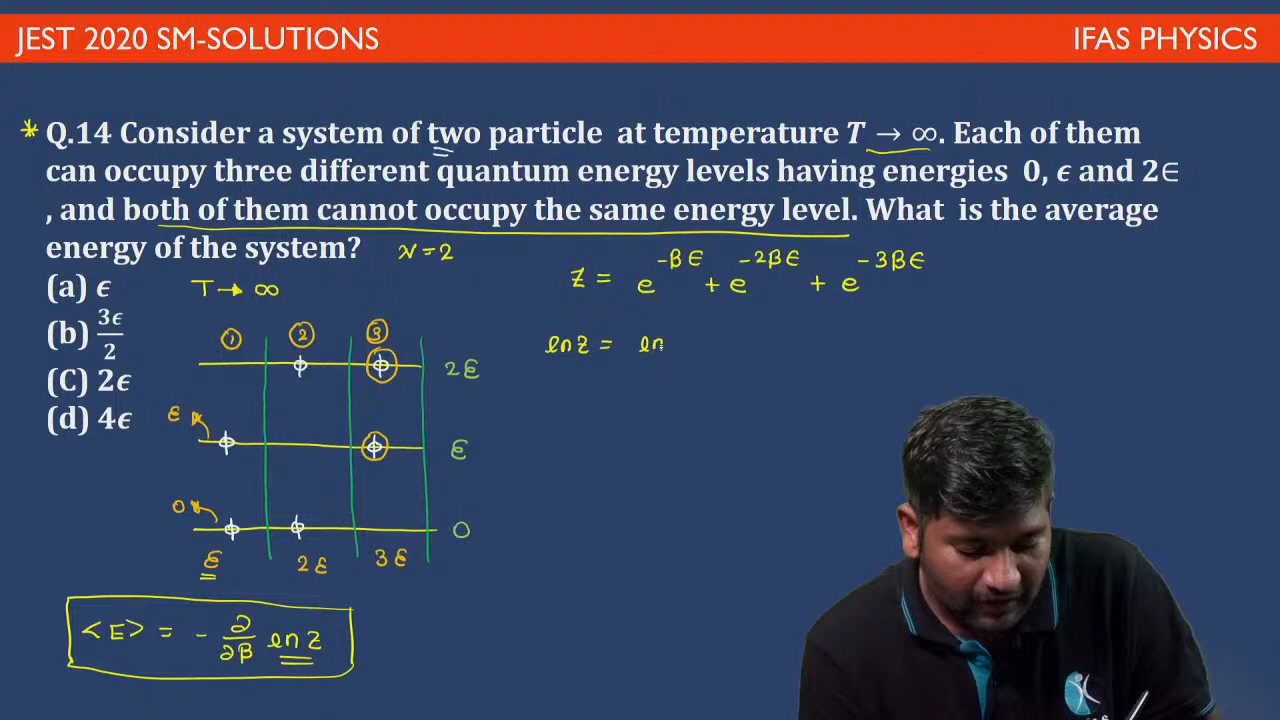 JEST 2020 SM-SOLUTIONS
IFAS PHYSICS
* Q.14 Consider a system of two particle at temperature T → ∞. Each of them
can occupy three different quantum energy levels having energies 0, ϵ and 2∈
, and both of them cannot occupy the same energy level. What is the average
energy of the system?
N = 2
(a) ϵ
T → ∞
(b) 3ϵ/2
(C) 2ϵ
(d) 4ϵ
Z = e^{-βϵ} + e^{-2βϵ} + e^{-3βϵ}
ln Z = ln
① ② ③
2ε
ε
ε
0
0
ε 2ε 3ε
<E> = - ∂/∂β ln Z